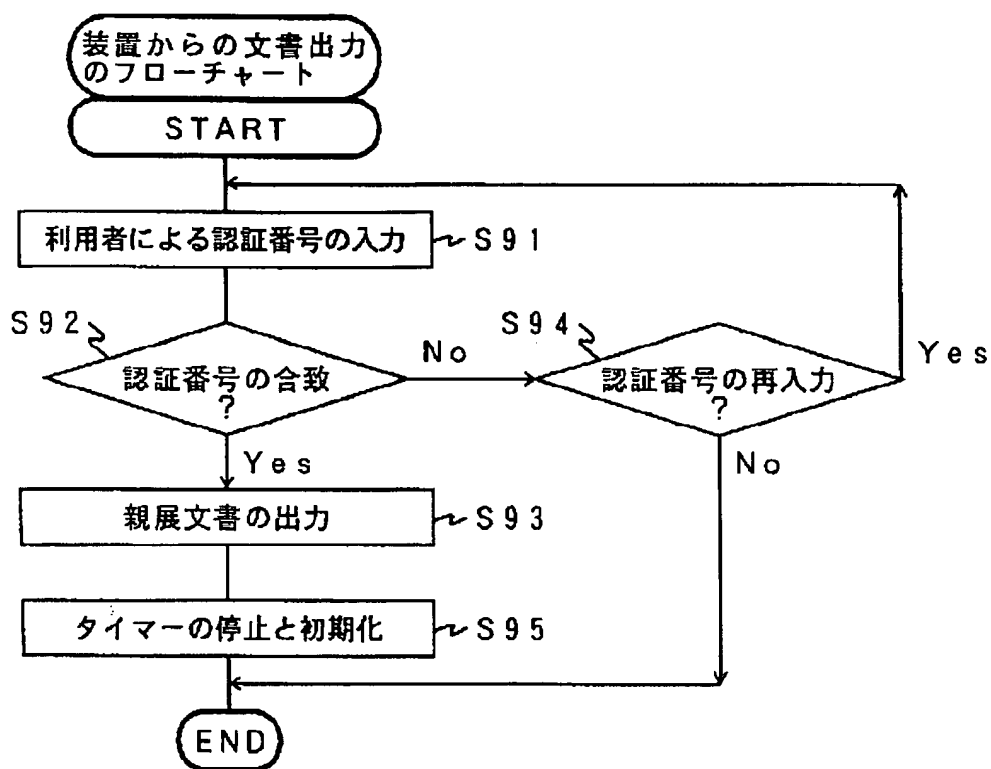 装置からの文書出力
のフローチャート
START
利用者による認証番号の入力
S91
S92
認証番号の合致
?
No
S94
認証番号の再入力
?
Yes
Yes
No
親展文書の出力
S93
タイマーの停止と初期化
S95
END